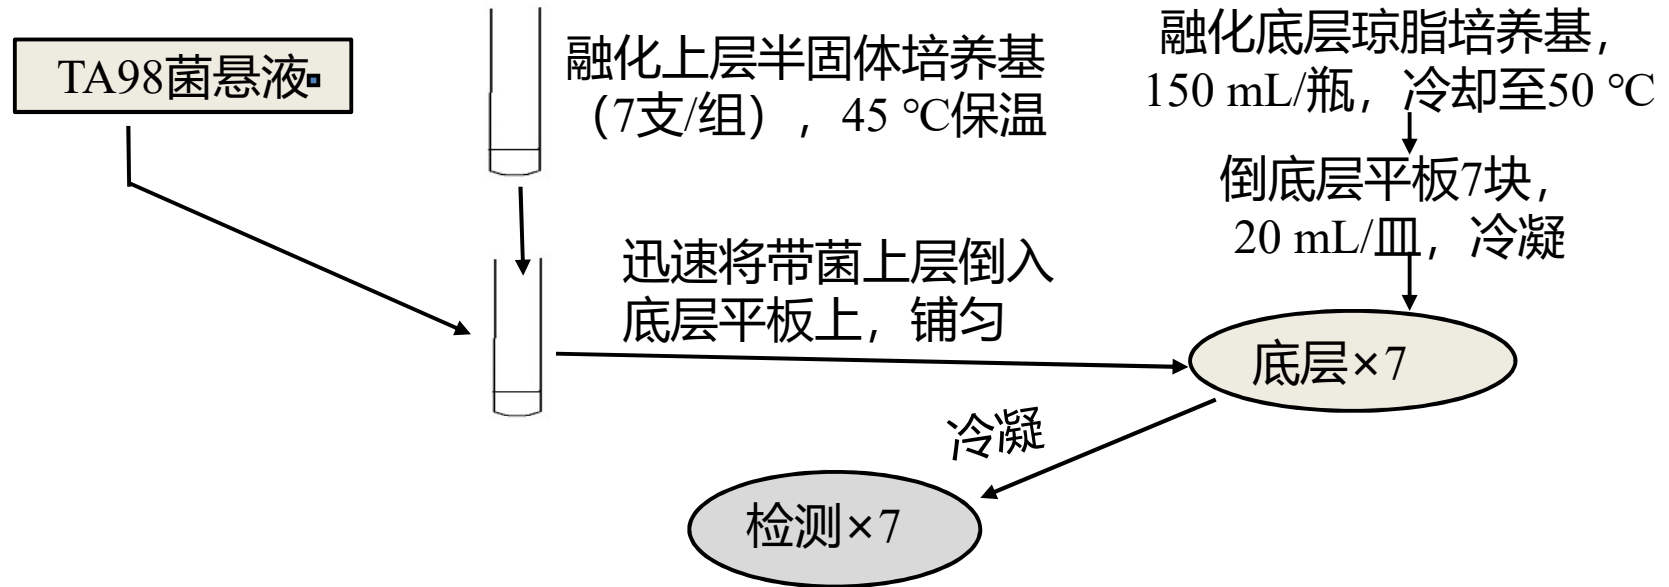 TA98菌悬液
融化上层半固体培养基
（7支/组），45 ℃保温
融化底层琼脂培养基，
150 mL/瓶，冷却至50 ℃
倒底层平板7块，
20 mL/皿，冷凝
迅速将带菌上层倒入
底层平板上，铺匀
底层×7
冷凝
检测×7